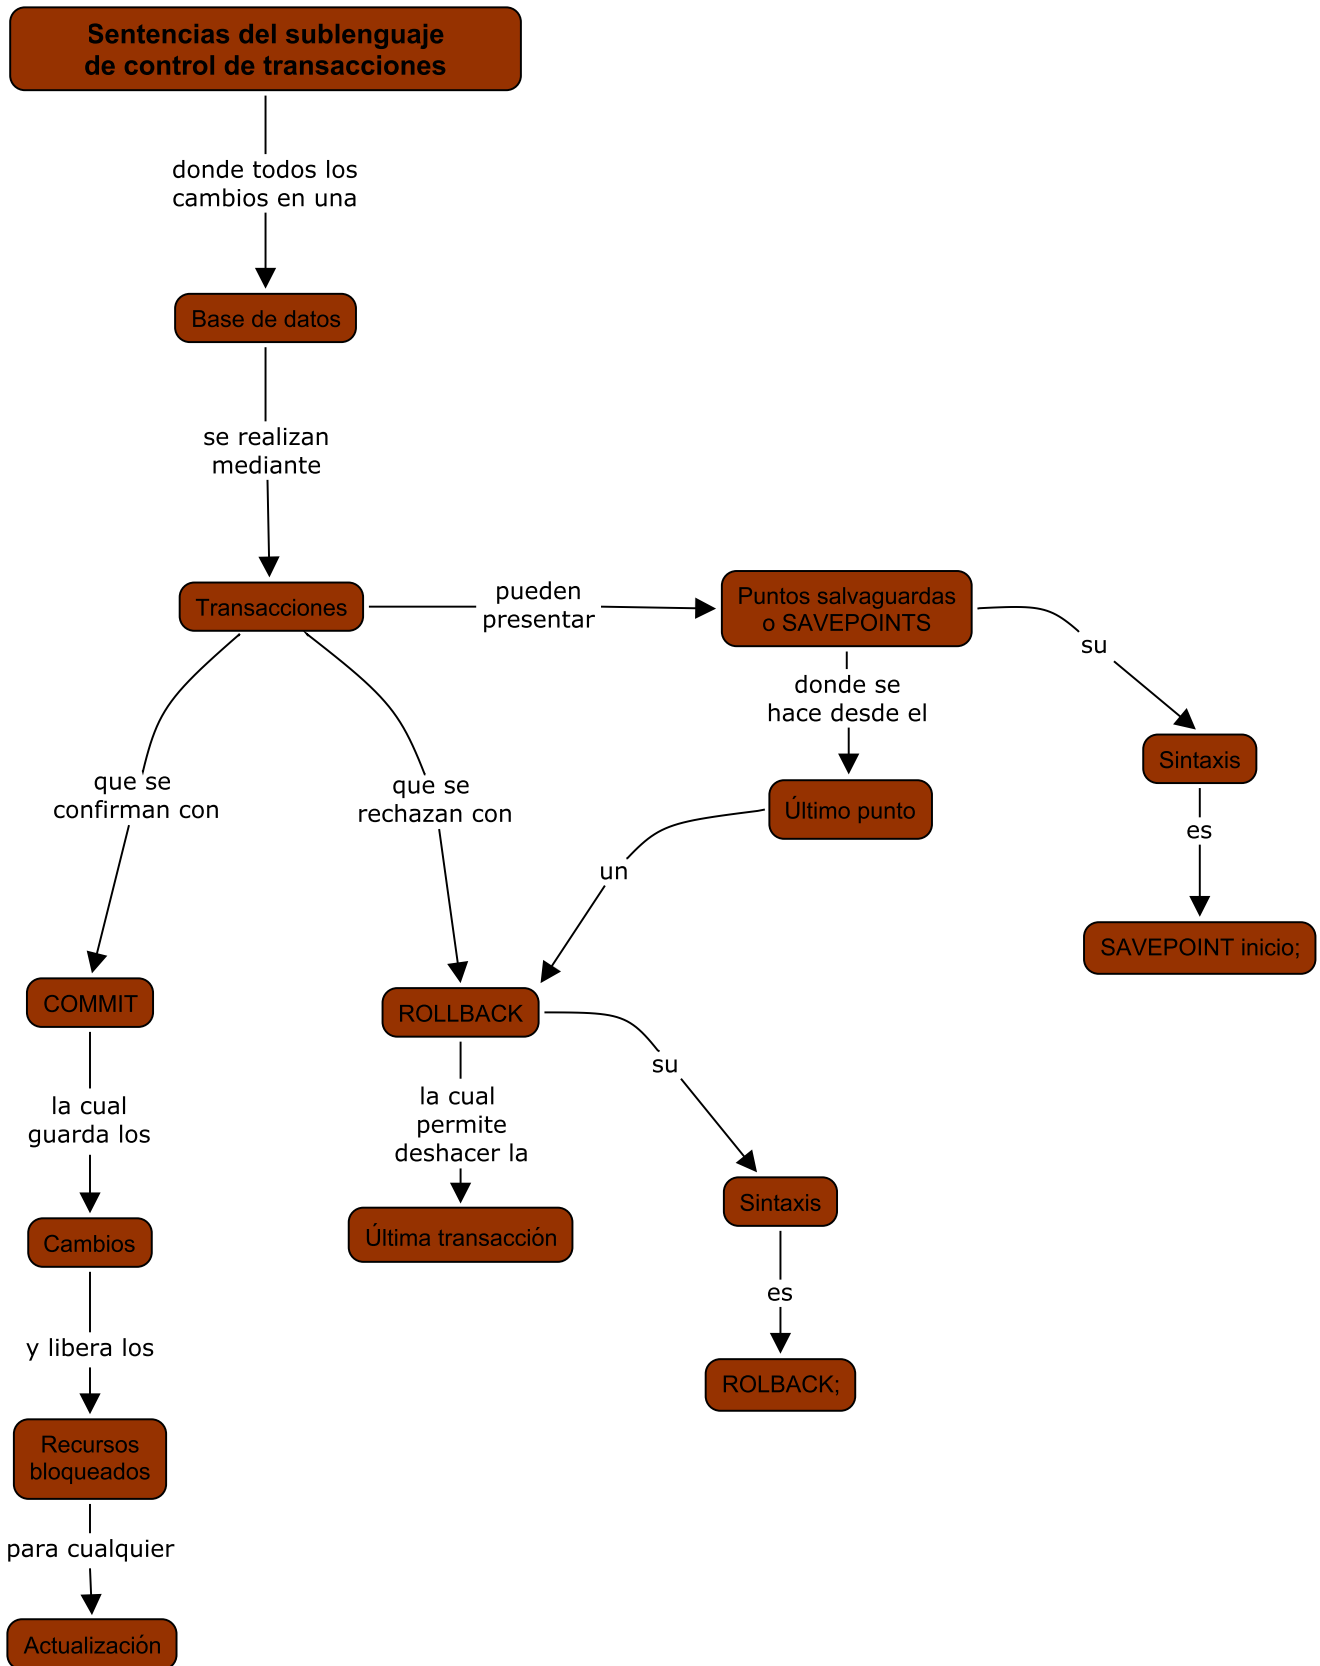 Sentencias del sublenguaje
de control de transacciones
donde todos los
cambios en una
Base de datos
se realizan
mediante
Transacciones
pueden
presentar
Puntos salvaguardas
o SAVEPOINTS
su
donde se
hace desde el
Sintaxis
que se
confirman con
que se
rechazan con
Último punto
es
un
SAVEPOINT inicio;
COMMIT
ROLLBACK
su
la cual
guarda los
la cual
permite
deshacer la
Sintaxis
Cambios
Última transacción
es
y libera los
ROLBACK;
Recursos
bloqueados
para cualquier
Actualización